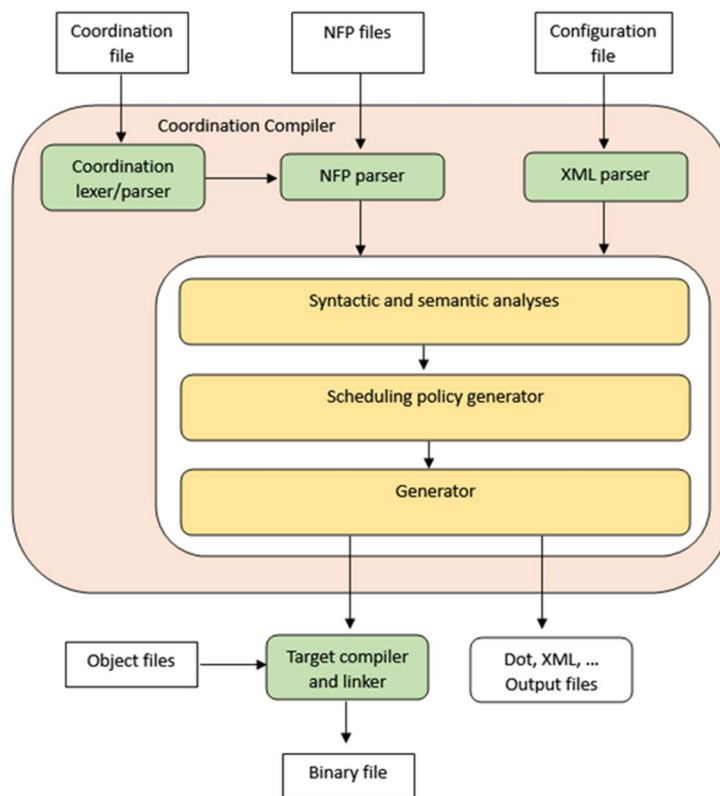 Coordination
file
NFP files
Configuration
file
Coordination Compiler
Coordination
lexer/parser
NFP parser
XML parser
Syntactic and semantic analyses
Scheduling policy generator
Generator
Object files
Target compiler
and linker
Dot, XML, ...
Output files
Binary file